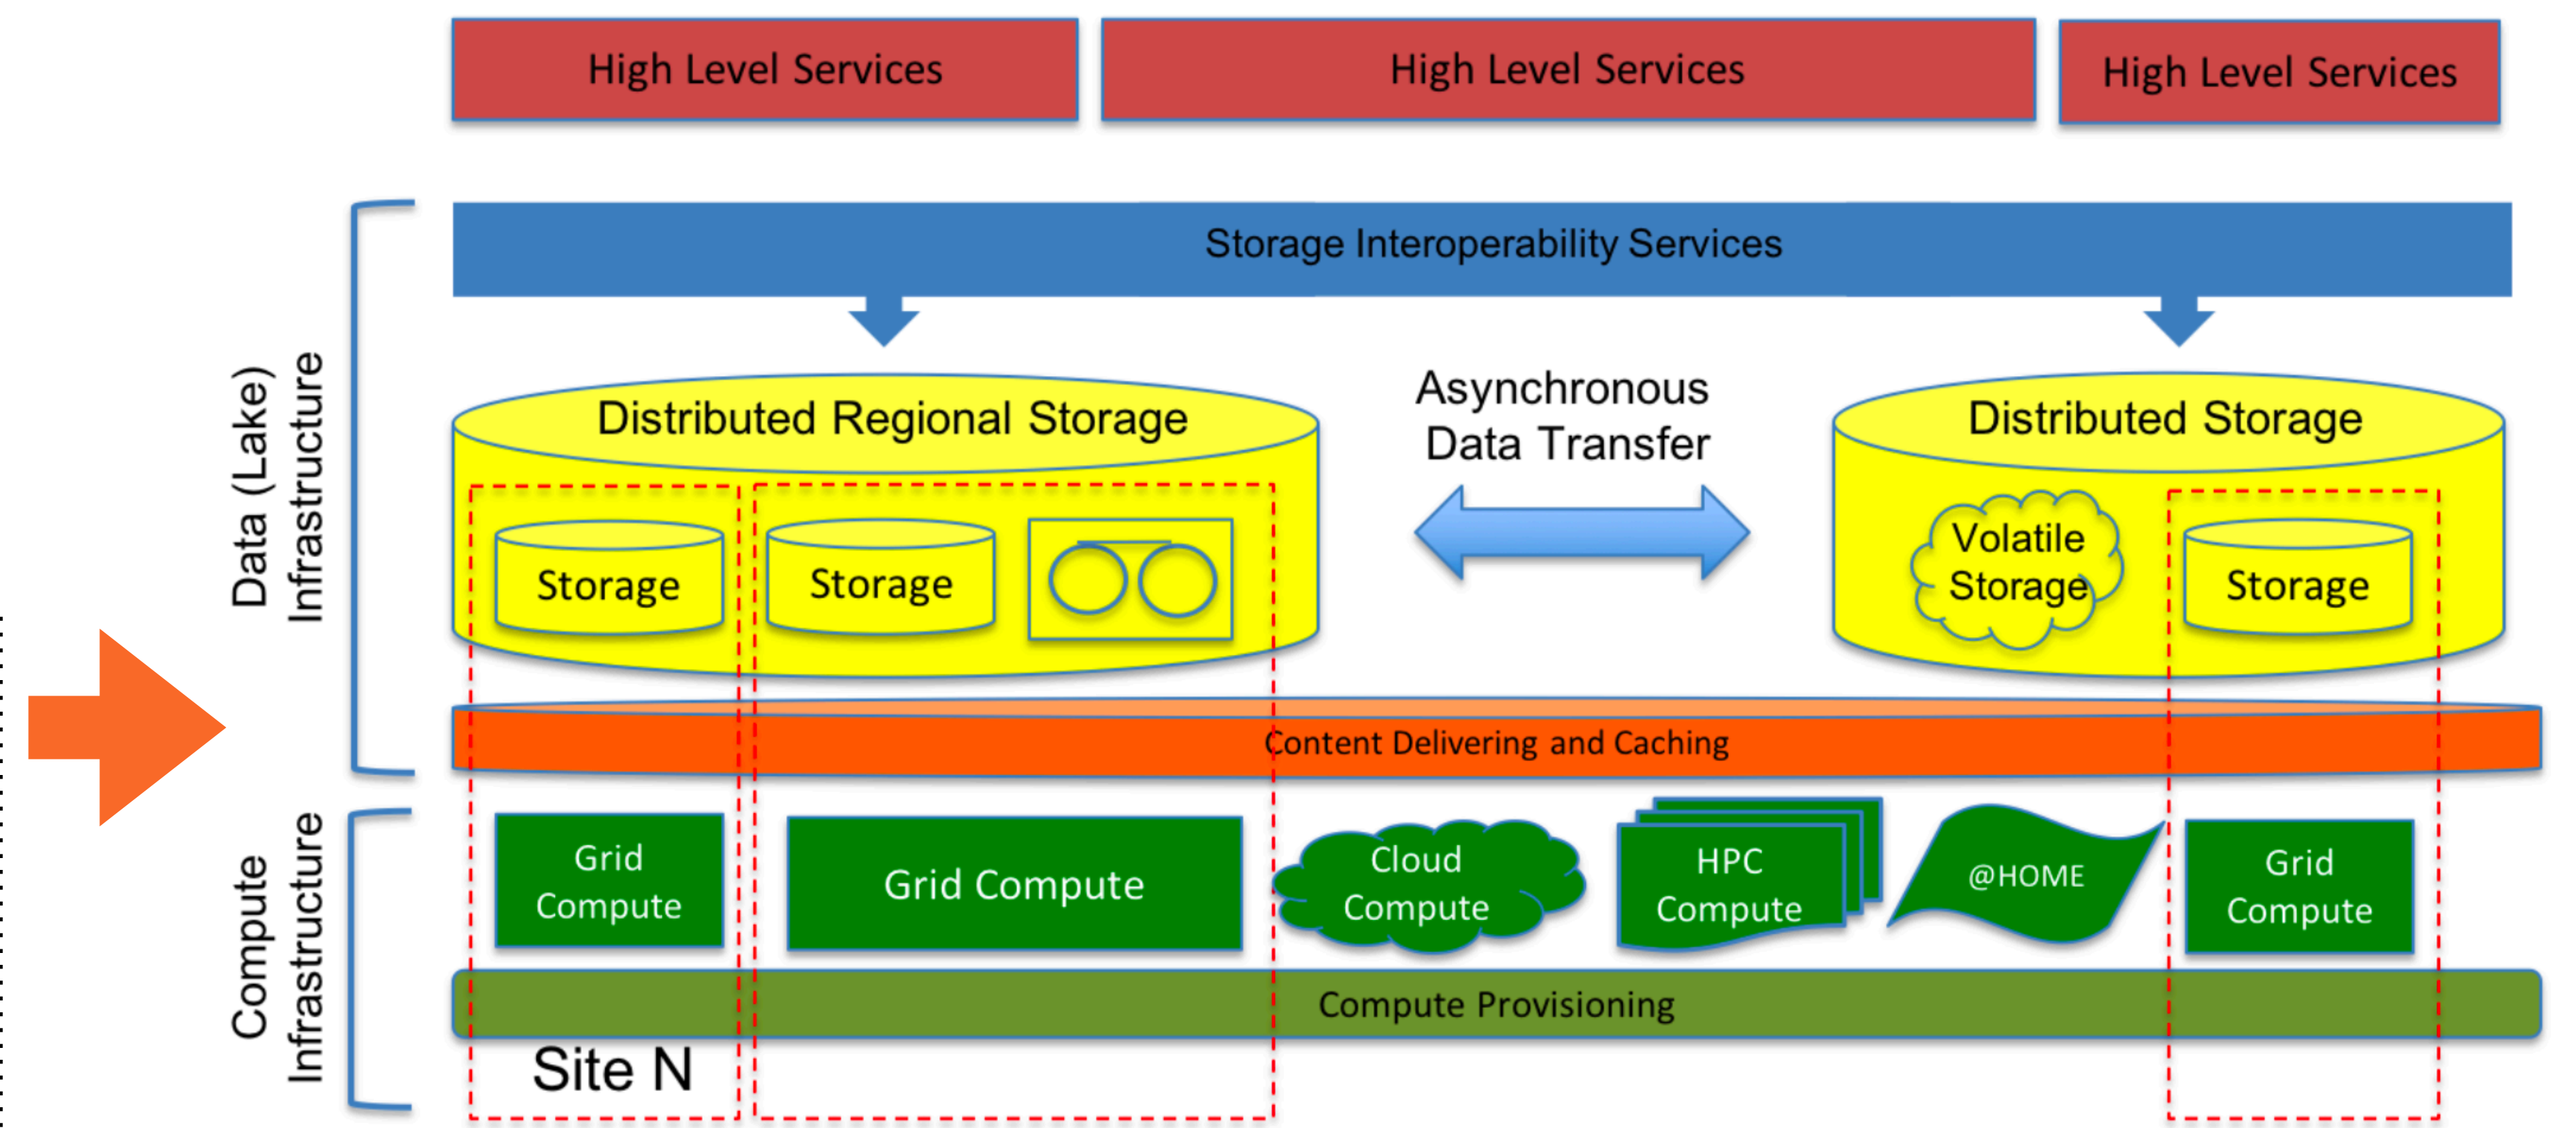 High Level Services
High Level Services
High Level Services
Storage Interoperability Services
Data (Lake)
Infrastructure
Distributed Regional Storage
Asynchronous
Data Transfer
Distributed Storage
Storage
Storage
Volatile
Storage
Storage
Content Delivering and Caching
Compute
Infrastructure
Grid
Compute
Grid Compute
Cloud
Compute
HPC
Compute
@HOME
Grid
Compute
Compute Provisioning
Site N